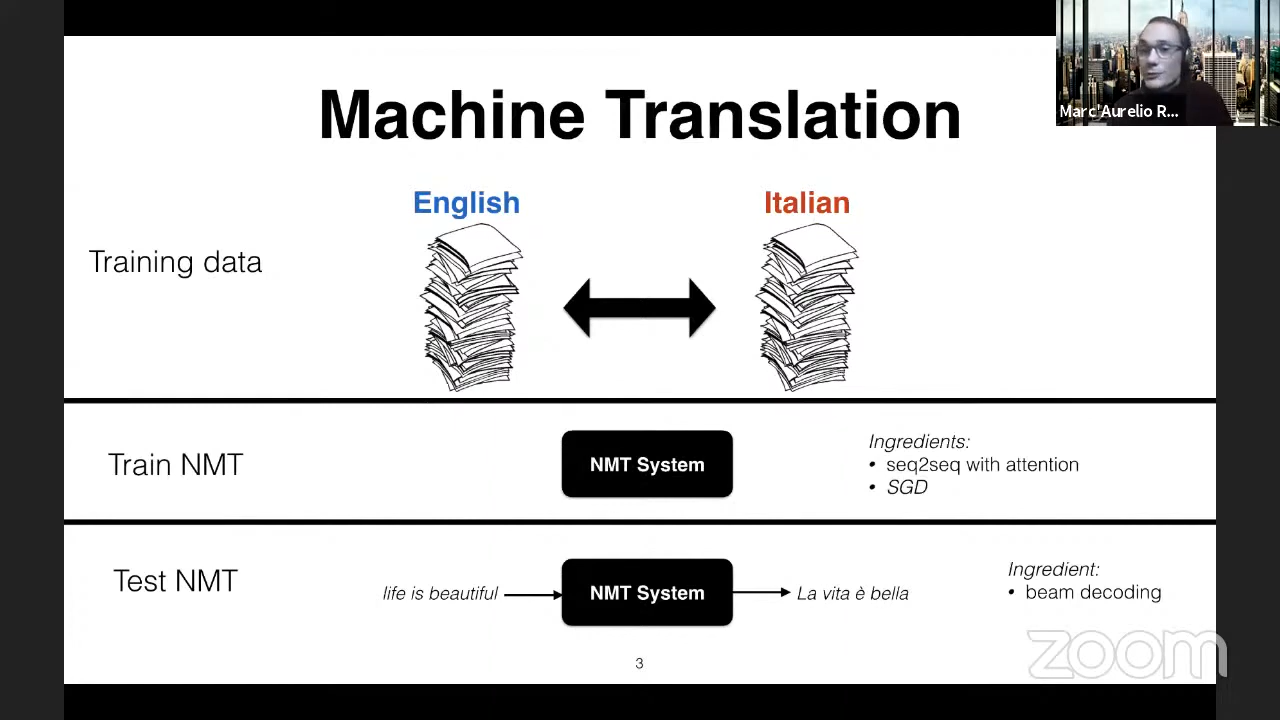 Machine Translation
Marc'Aurelio R...
English
Italian
Training data
Train NMT
NMT System
Ingredients:
• seq2seq with attention
• SGD
Test NMT
life is beautiful
NMT System
La vita è bella
Ingredient:
• beam decoding
zoom
3